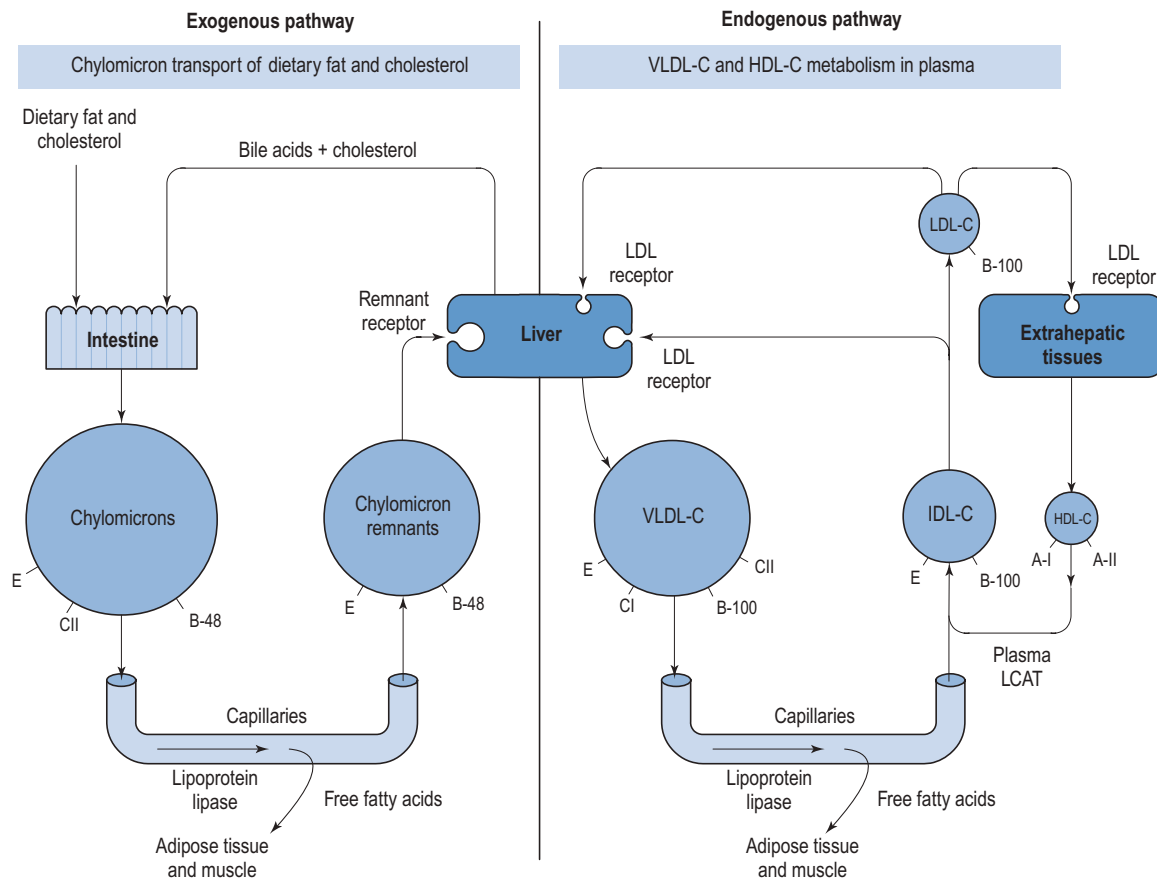 Exogenous pathway
Chylomicron transport of dietary fat and cholesterol
Dietary fat and
cholesterol
Bile acids + cholesterol
Intestine
Remnant
receptor
Chylomicrons
E
CII
B-48
Chylomicron
remnants
E
B-48
Capillaries
Lipoprotein
lipase
Free fatty acids
Adipose tissue
and muscle
Endogenous pathway
VLDL-C and HDL-C metabolism in plasma
LDL
receptor
Liver
LDL
receptor
LDL-C
B-100
LDL
receptor
Extrahepatic
tissues
VLDL-C
E
CI
B-100
CII
IDL-C
E
B-100
HDL-C
A-I
A-II
Plasma
LCAT
Capillaries
Lipoprotein
lipase
Free fatty acids
Adipose tissue
and muscle